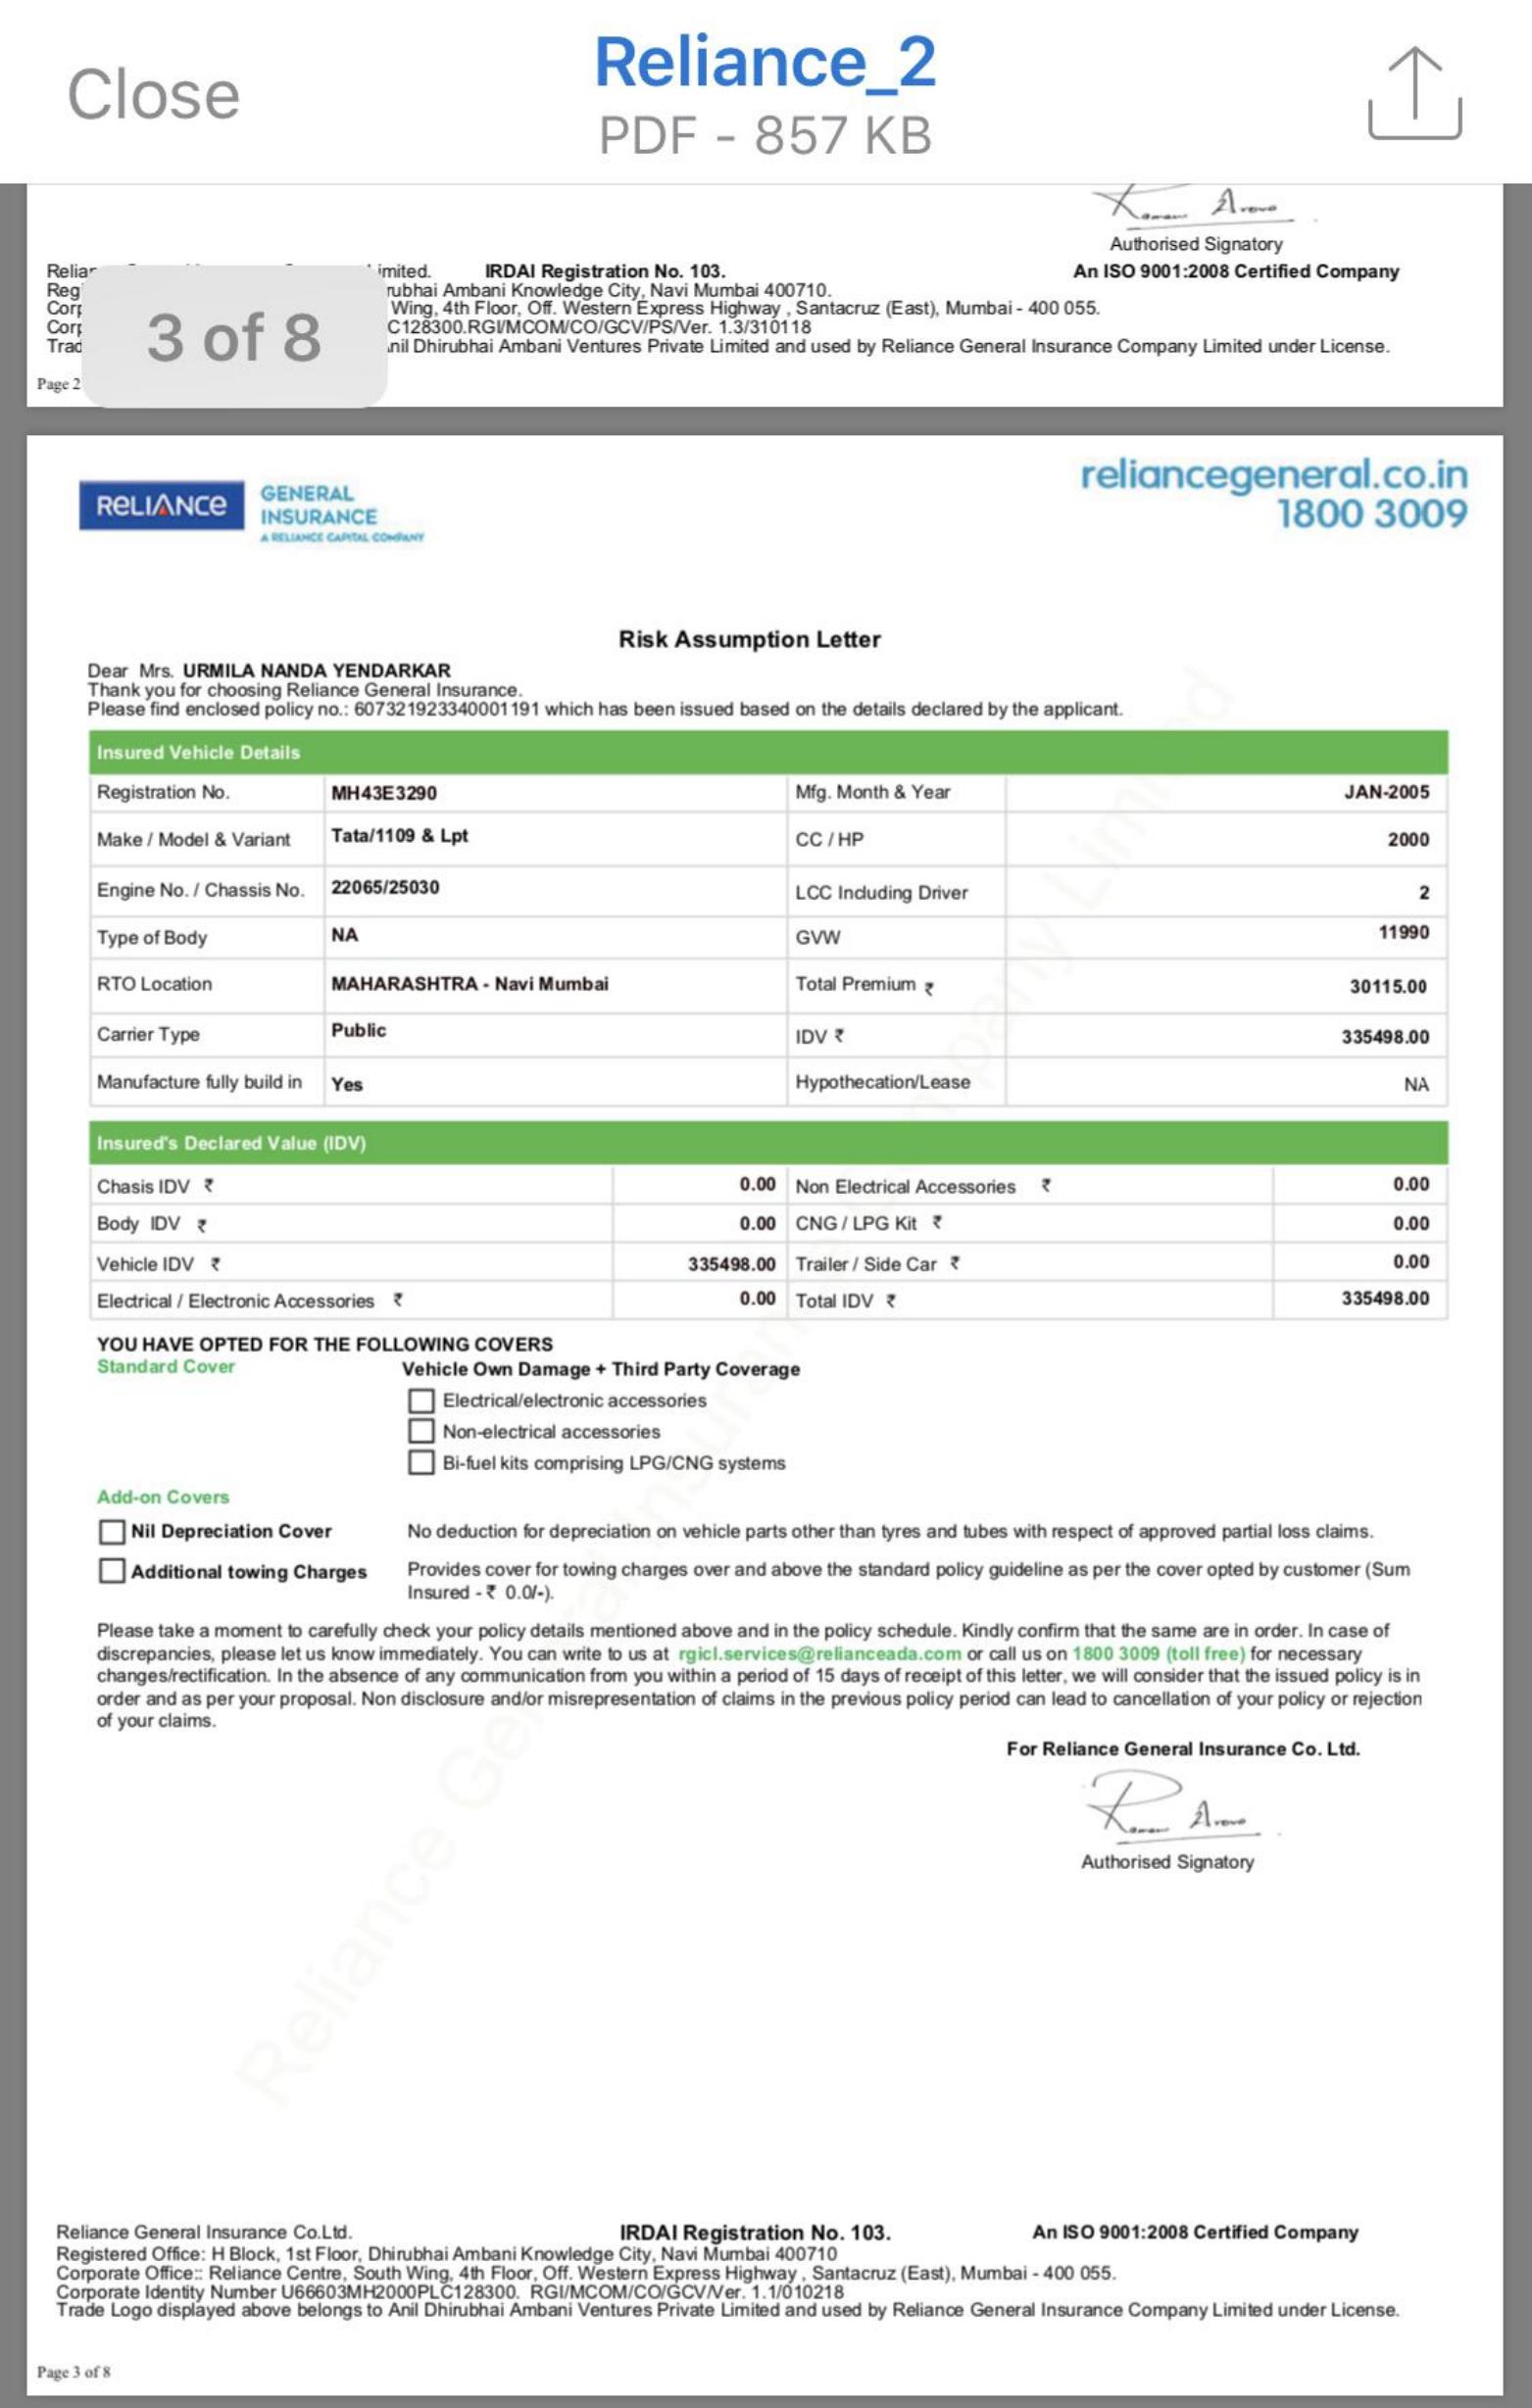 Close
Reliance_2
PDF - 857 KB
Authorised Signatory
imited. IRDAI Registration No. 103. An ISO 9001:2008 Certified Company
rubhai Ambani Knowledge City, Navi Mumbai 400710.
Wing, 4th Floor, Off. Western Express Highway , Santacruz (East), Mumbai - 400 055.
C128300.RGI/MCOM/CO/GCV/PS/Ver. 1.3/310118
nil Dhirubhai Ambani Ventures Private Limited and used by Reliance General Insurance Company Limited under License.
3 of 8
Page 2
RELIANCE GENERAL
INSURANCE
A RELIANCE CAPITAL COMPANY
reliancegeneral.co.in
1800 3009
Risk Assumption Letter
Dear Mrs. URMILA NANDA YENDARKAR
Thank you for choosing Reliance General Insurance.
Please find enclosed policy no.: 607321923340001191 which has been issued based on the details declared by the applicant.
Insured Vehicle Details
Registration No. MH43E3290 Mfg. Month & Year JAN-2005
Make / Model & Variant Tata/1109 & Lpt CC / HP 2000
Engine No. / Chassis No. 22065/25030 LCC Including Driver 2
Type of Body NA GVW 11990
RTO Location MAHARASHTRA - Navi Mumbai Total Premium ₹ 30115.00
Carrier Type Public IDV ₹ 335498.00
Manufacture fully build in Yes Hypothecation/Lease NA
Insured's Declared Value (IDV)
Chasis IDV ₹ 0.00 Non Electrical Accessories ₹ 0.00
Body IDV ₹ 0.00 CNG / LPG Kit ₹ 0.00
Vehicle IDV ₹ 335498.00 Trailer / Side Car ₹ 0.00
Electrical / Electronic Accessories ₹ 0.00 Total IDV ₹ 335498.00
YOU HAVE OPTED FOR THE FOLLOWING COVERS
Standard Cover Vehicle Own Damage + Third Party Coverage
Electrical/electronic accessories
Non-electrical accessories
Bi-fuel kits comprising LPG/CNG systems
Add-on Covers
Nil Depreciation Cover No deduction for depreciation on vehicle parts other than tyres and tubes with respect of approved partial loss claims.
Additional towing Charges Provides cover for towing charges over and above the standard policy guideline as per the cover opted by customer (Sum
Insured - ₹ 0.0/-).
Please take a moment to carefully check your policy details mentioned above and in the policy schedule. Kindly confirm that the same are in order. In case of
discrepancies, please let us know immediately. You can write to us at rgicl.services@relianceada.com or call us on 1800 3009 (toll free) for necessary
changes/rectification. In the absence of any communication from you within a period of 15 days of receipt of this letter, we will consider that the issued policy is in
order and as per your proposal. Non disclosure and/or misrepresentation of claims in the previous policy period can lead to cancellation of your policy or rejection
of your claims.
For Reliance General Insurance Co. Ltd.
Authorised Signatory
Reliance General Insurance Company Limited
Reliance General Insurance Co.Ltd. IRDAI Registration No. 103. An ISO 9001:2008 Certified Company
Registered Office: H Block, 1st Floor, Dhirubhai Ambani Knowledge City, Navi Mumbai 400710
Corporate Office:: Reliance Centre, South Wing, 4th Floor, Off. Western Express Highway , Santacruz (East), Mumbai - 400 055.
Corporate Identity Number U66603MH2000PLC128300. RGI/MCOM/CO/GCV/Ver. 1.1/010218
Trade Logo displayed above belongs to Anil Dhirubhai Ambani Ventures Private Limited and used by Reliance General Insurance Company Limited under License.
Page 3 of 8